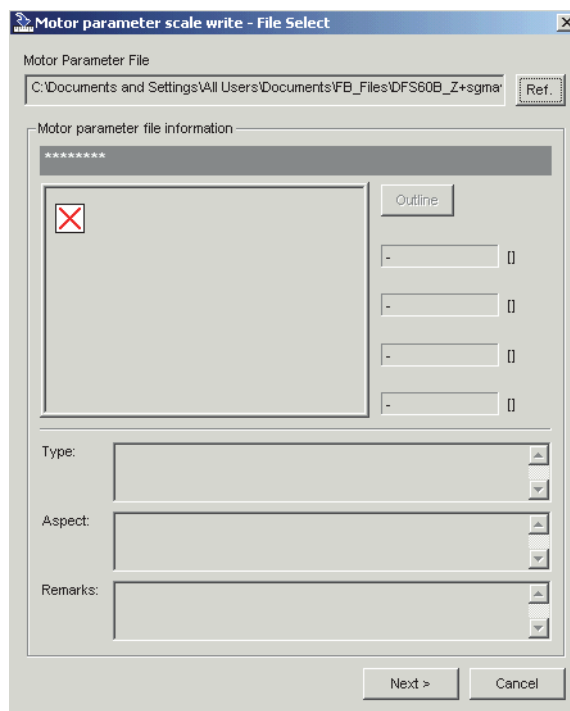 Motor parameter scale write - File Select
Motor Parameter File
C:\Documents and Settings\All Users\Documents\FB_Files\DFS60B_Z+sgmav
Ref.
Motor parameter file information
********
Outline
- []
- []
- []
- []
Type:
Aspect:
Remarks:
Next >
Cancel